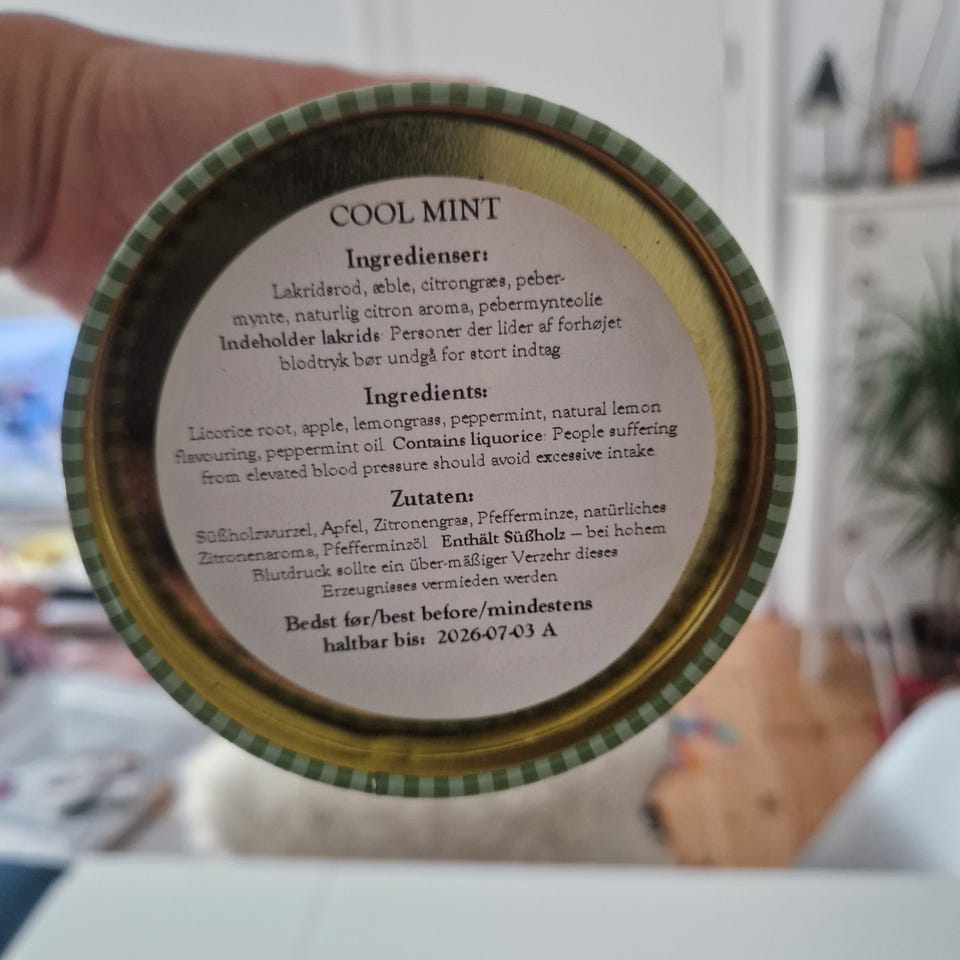 COOL MINT
Ingredienser:
Lakridsrod, æble, citrongræs, peber-
mynte, naturlig citron aroma, pebermynteolie
Indeholder lakrids: Personer der lider af forhøjet
blodtryk bør undgå for stort indtag
Ingredients:
Licorice root, apple, lemongrass, peppermint, natural lemon
flavouring, peppermint oil. Contains liquorice: People suffering
from elevated blood pressure should avoid excessive intake.
Zutaten:
Süßholzwurzel, Apfel, Zitronengras, Pfefferminze, natürliches
Zitronenaroma, Pfefferminzöl. Enthält Süßholz – bei hohem
Blutdruck sollte ein über-mäßiger Verzehr dieses
Erzeugnisses vermieden werden
Bedst før/best before/mindestens
haltbar bis: 2026-07-03 A